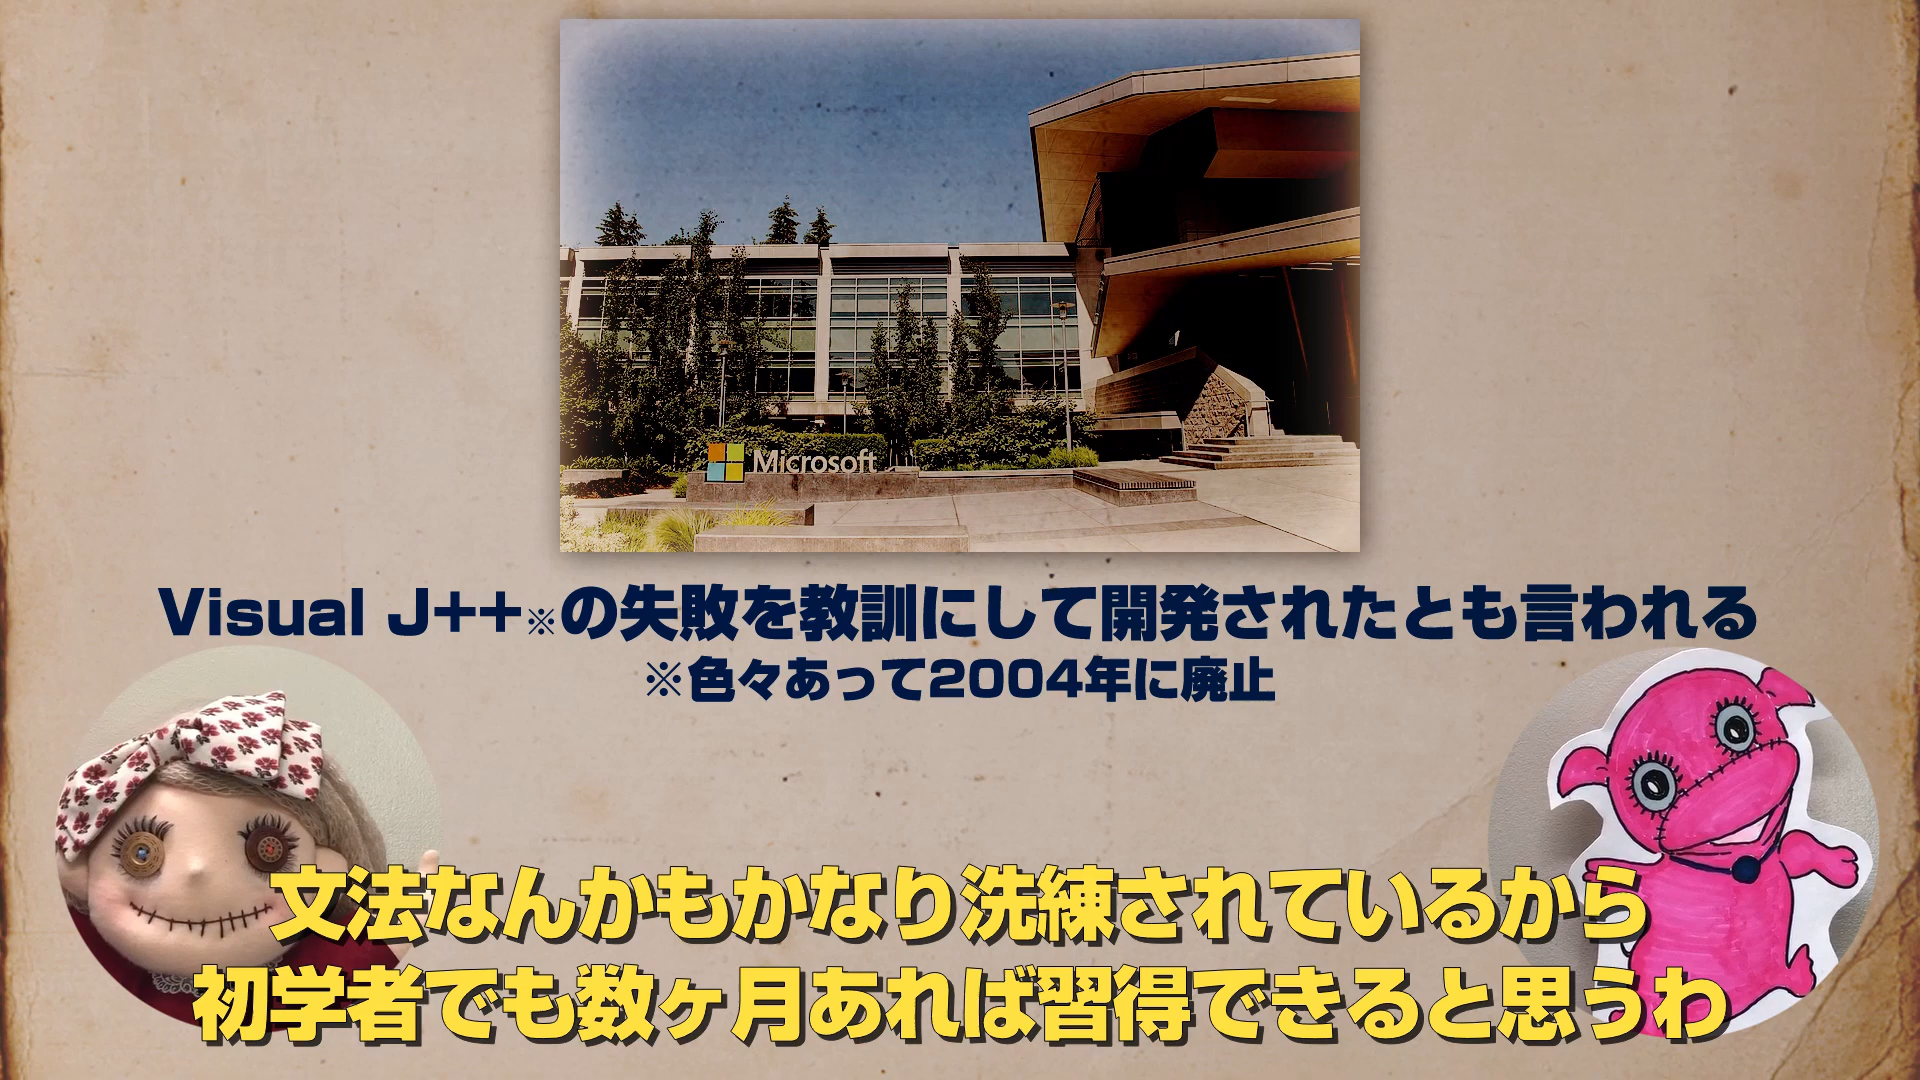 Microsoft
Visual J++※の失敗を教訓にして開発されたとも言われる
※色々あって2004年に廃止
文法なんかもかなり洗練されているから
初学者でも数ヶ月あれば習得できると思うわ